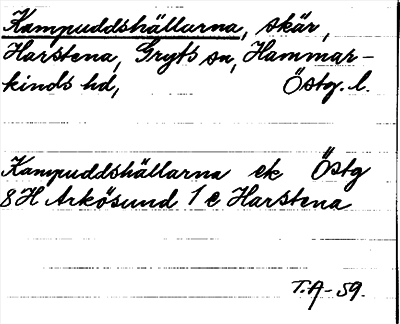 Kampuddshällarna, skär,
Harstena, Gryts sn, Hammar-
kinds hd, Östg. l.
Kampuddshällarna ek Östg
8H Arkösund 1 c Harstena
T.A-59.